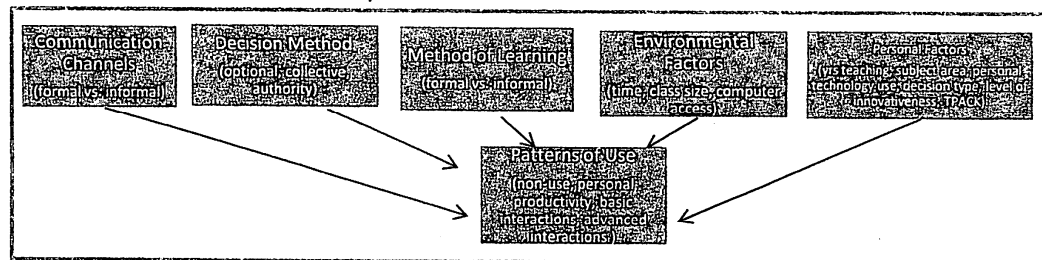 Communication
Channels
(formal vs. informal)
Decision Method
(optional, collective
authority)
Method of Learning
(formal vs. informal)
Environmental
Factors
(time, class size, computer
access)
Personal Factors
(yrs teaching, subject area, personal
technology use, decision type, level of
innovativeness, TPACK)
Patterns of Use
(non-use, personal
productivity, basic
interactions, advanced
interactions)